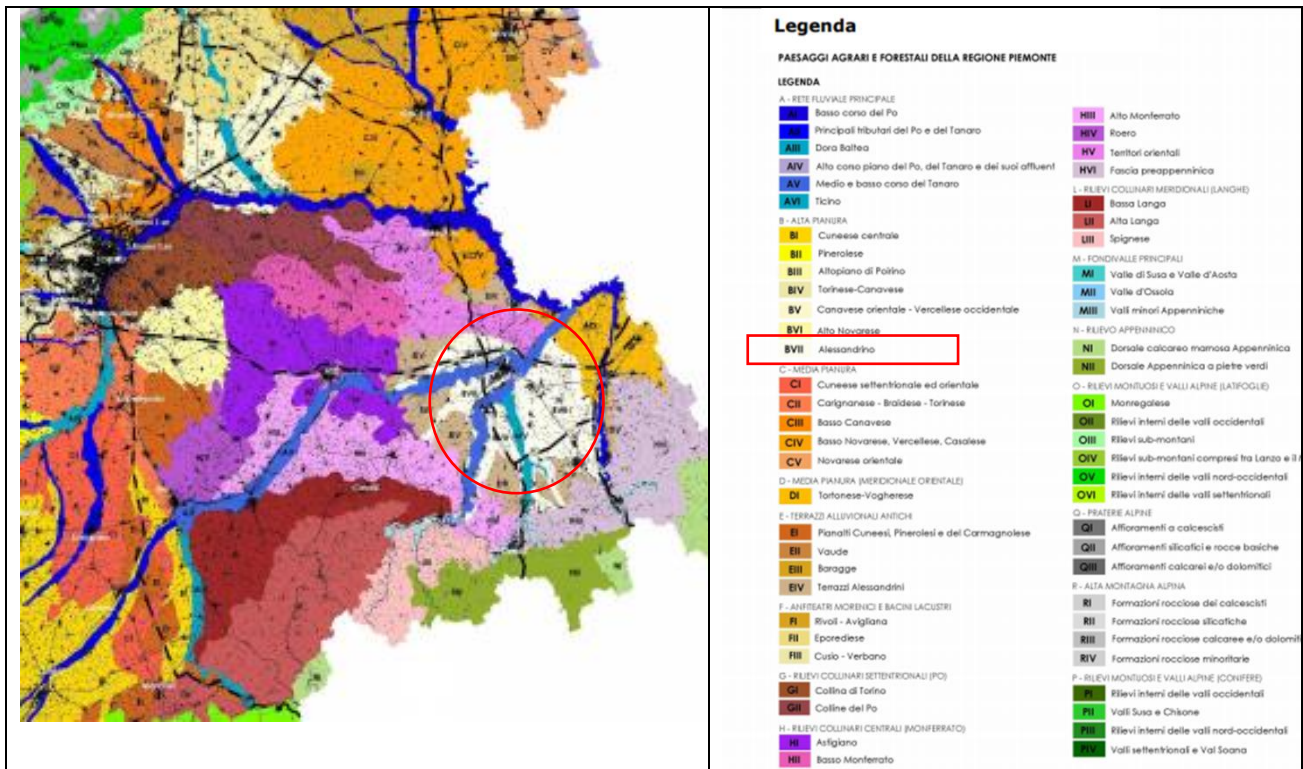 Legenda
PAESAGGI AGRARI E FORESTALI DELLA REGIONE PIEMONTE
LEGENDA
A - RETE FLUVIALE PRINCIPALE
AI Basso corso del Po
AII Principali tributari del Po e del Tanaro
AIII Dora Baltea
AIV Alto corso piano del Po, del Tanaro e dei suoi affluent
AV Medio e basso corso del Tanaro
AVI Ticino
B - ALTA PIANURA
BI Cuneese centrale
BII Pinerolese
BIII Altopiano di Poirino
BIV Torinese-Canavese
BV Canavese orientale - Vercellese occidentale
BVI Alto Novarese
BVII Alessandrino
C - MEDIA PIANURA
CI Cuneese settentrionale ed orientale
CII Carignanese - Braidese - Torinese
CIII Basso Canavese
CIV Basso Novarese, Vercellese, Casalese
CV Novarese orientale
D - MEDIA PIANURA (MERIDIONALE ORIENTALE)
DI Tortonese-Vogherese
E - TERRAZZI ALLUVIONALI ANTICHI
EI Pianalti Cuneesi, Pinerolesi e del Carmagnolese
EII Vaude
EIII Baragge
EIV Terrazzi Alessandrini
F - ANFITEATRI MORENICI E BACINI LACUSTRI
FI Rivoli - Avigliana
FII Eporediese
FIII Cusio - Verbano
G - RILIEVI COLLINARI SETTENTRIONALI (PO)
GI Collina di Torino
GII Colline del Po
H - RILIEVI COLLINARI CENTRALI (MONFERRATO)
HI Astigiano
HII Basso Monferrato
HIII Alto Monferrato
HIV Roero
HV Territori orientali
HVI Fascia preappenninica
L - RILIEVI COLLINARI MERIDIONALI (LANGHE)
LI Bassa Langa
LII Alta Langa
LIII Spignese
M - FONDIVALLE PRINCIPALI
MI Valle di Susa e Valle d'Aosta
MII Valle d'Ossola
MIII Valli minori Appenniniche
N - RILIEVO APPENNINICO
NI Dorsale calcareo marnosa Appenninica
NII Dorsale Appenninica a pietre verdi
O - RILIEVI MONTUOSI E VALLI ALPINE (LATIFOGLIE)
OI Monregalese
OII Rilievi interni delle valli occidentali
OIII Rilievi sub-montani
OIV Rilievi sub-montani compresi tra Lanzo e il
OV Rilievi interni delle valli nord-occidentali
OVI Rilievi interni delle valli settentrionali
Q - PRATERIE ALPINE
QI Affioramenti a calcescisti
QII Affioramenti silicatici e rocce basiche
QIII Affioramenti calcarei e/o dolomitici
R - ALTA MONTAGNA ALPINA
RI Formazioni rocciose dei calcescisti
RII Formazioni rocciose silicatiche
RIII Formazioni rocciose calcaree e/o dolomiti
RIV Formazioni rocciose minoritarie
P - RILIEVI MONTUOSI E VALLI ALPINE (CONIFERE)
PI Rilievi interni delle valli occidentali
PII Valli Susa e Chisone
PIII Rilievi interni delle valli nord-occidentali
PIV Valli settentrionali e Val Soana